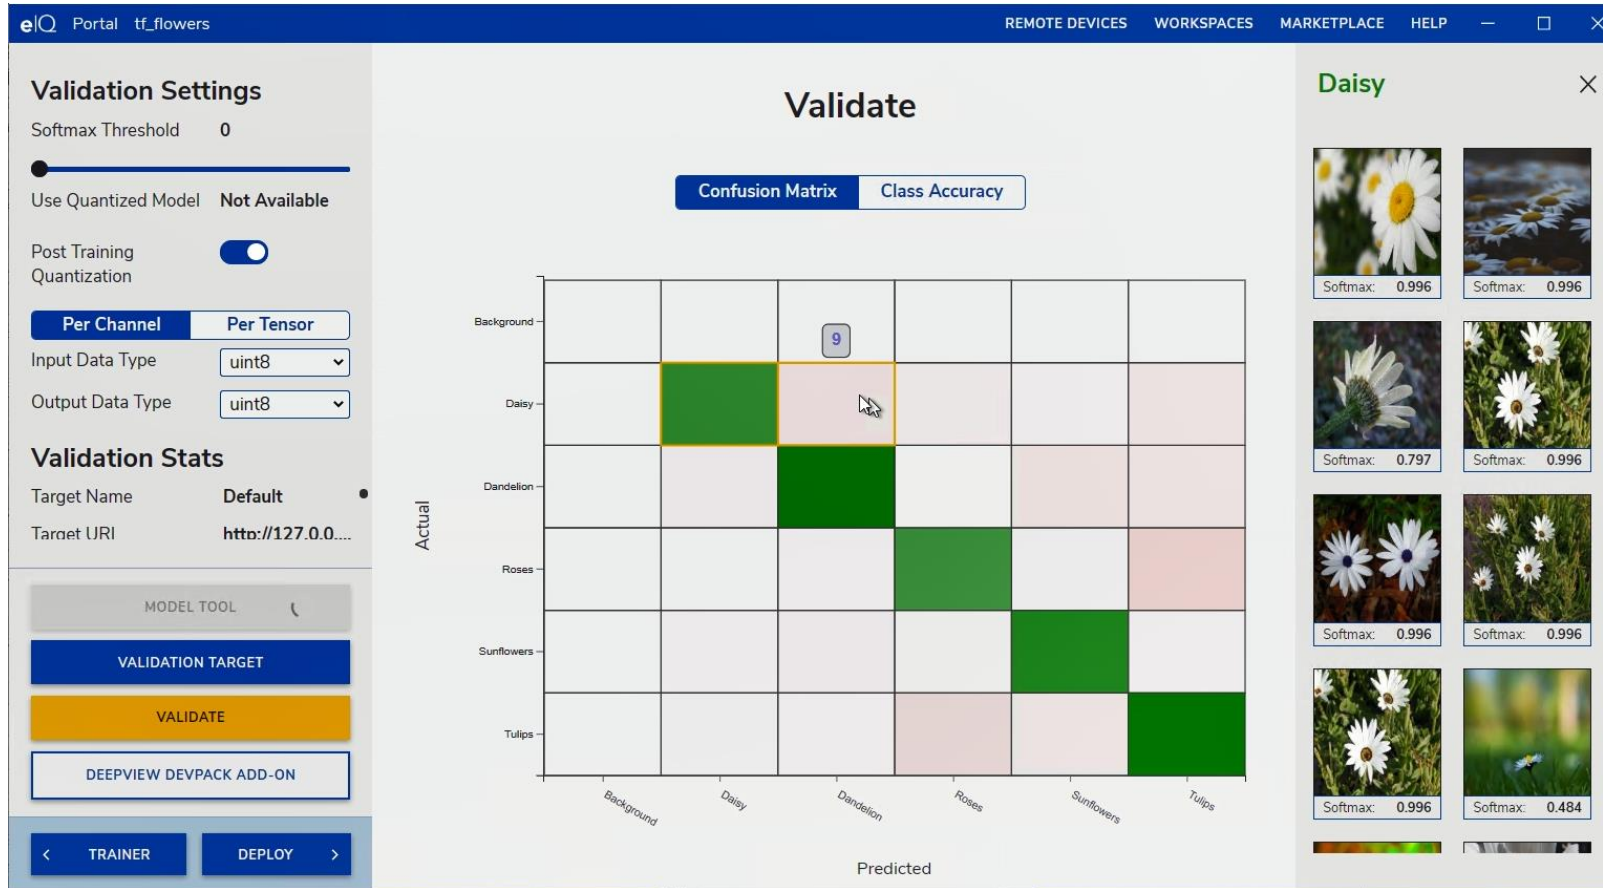 eIQ Portal tf_flowers
REMOTE DEVICES WORKSPACES MARKETPLACE HELP
Validation Settings
Softmax Threshold 0
Use Quantized Model Not Available
Post Training
Quantization
Per Channel Per Tensor
Input Data Type uint8
Output Data Type uint8
Validation Stats
Target Name Default
Target URI http://127.0.0....
MODEL TOOL
VALIDATION TARGET
VALIDATE
DEEPVIEW DEVPACK ADD-ON
TRAINER DEPLOY
Validate
Confusion Matrix Class Accuracy
Actual
Background
9
Daisy
Dandelion
Roses
Sunflowers
Tulips
Background Daisy Dandelion Roses Sunflowers Tulips
Predicted
Daisy
Softmax: 0.996 Softmax: 0.996
Softmax: 0.797 Softmax: 0.996
Softmax: 0.996 Softmax: 0.996
Softmax: 0.996 Softmax: 0.484